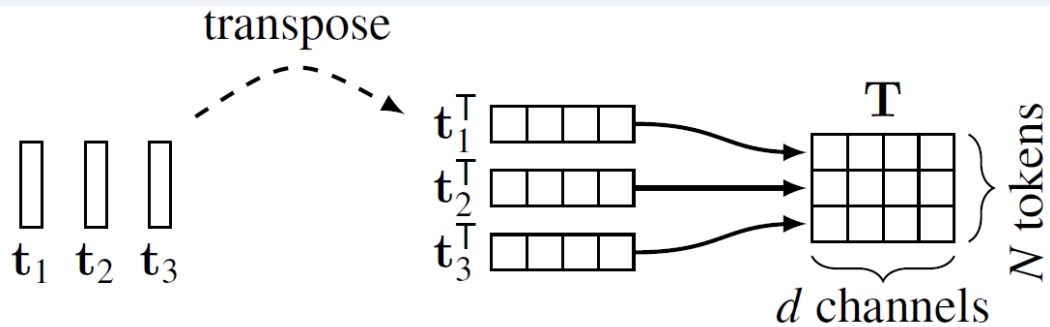 transpose
T
t₁ᵀ
t₂ᵀ
t₃ᵀ
t₁ t₂ t₃
N tokens
d channels